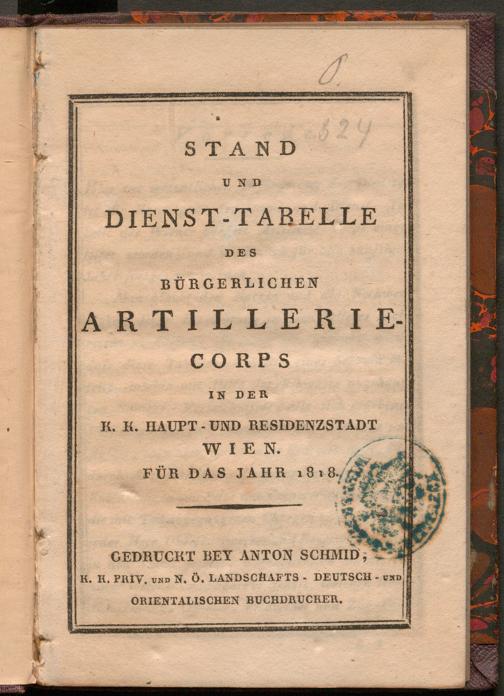 624
STAND
UND
DIENST-TABELLE
DES
BÜRGERLICHEN
ARTILLERIE-
CORPS
IN DER
K. K. HAUPT- UND RESIDENZSTADT
WIEN.
FÜR DAS JAHR 1818.
GEDRUCKT BEY ANTON SCHMID,
K. K. PRIV. UND N. Ö. LANDSCHAFTS- DEUTSCH- UND
ORIENTALISCHEN BUCHDRUCKER.